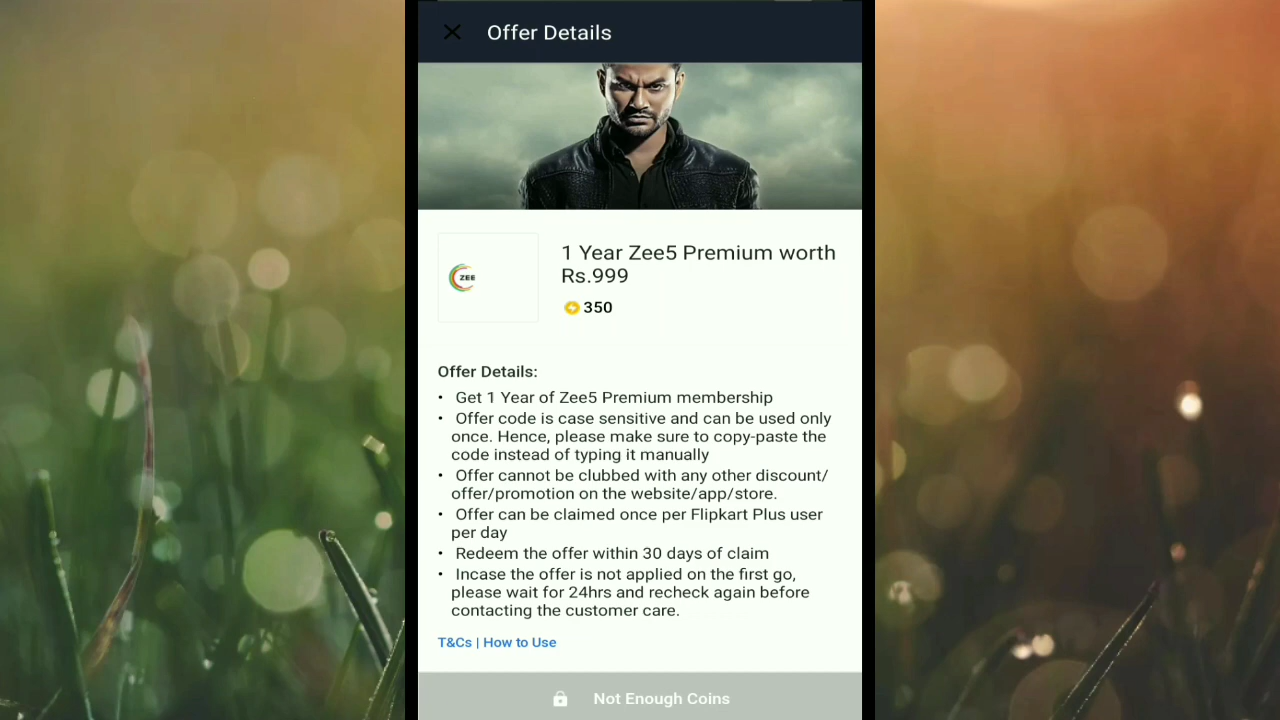 Offer Details
ZEE
1 Year Zee5 Premium worth
Rs.999
350
Offer Details:
• Get 1 Year of Zee5 Premium membership
• Offer code is case sensitive and can be used only
once. Hence, please make sure to copy-paste the
code instead of typing it manually
• Offer cannot be clubbed with any other discount/
offer/promotion on the website/app/store.
• Offer can be claimed once per Flipkart Plus user
per day
• Redeem the offer within 30 days of claim
• Incase the offer is not applied on the first go,
please wait for 24hrs and recheck again before
contacting the customer care.
T&Cs | How to Use
Not Enough Coins